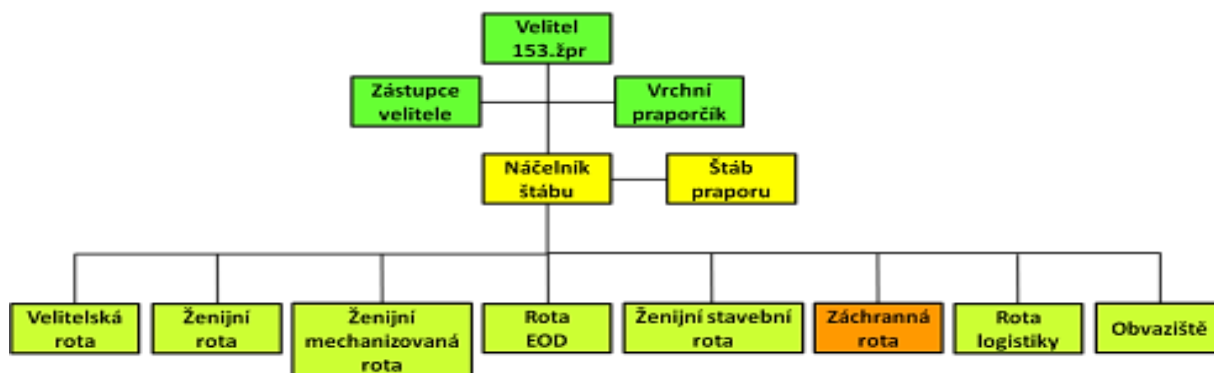 Velitel
153.žpr
Zástupce
velitele
Vrchní
praporčík
Náčelník
štábu
Štáb
praporu
Velitelská
rota
Ženijní
rota
Ženijní
mechanizovaná
rota
Rota
EOD
Ženijní stavební
rota
Záchranná
rota
Rota
logistiky
Obvaziště